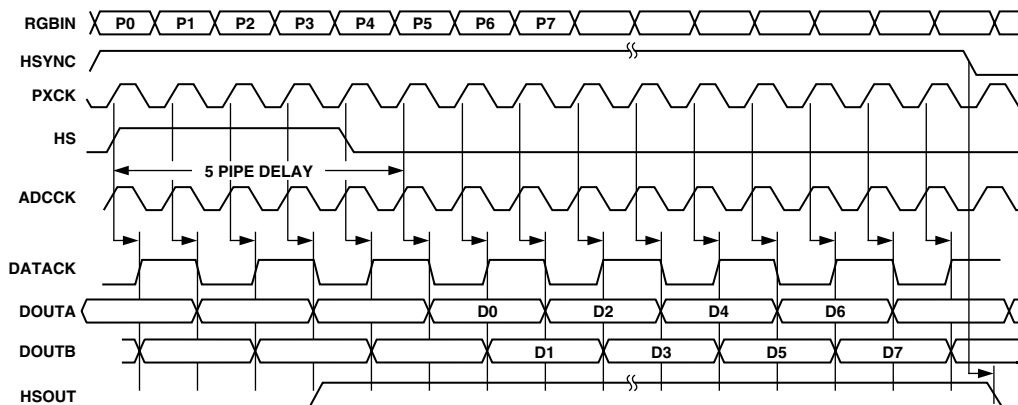 RGBIN P0 P1 P2 P3 P4 P5 P6 P7
HSYNC
PXCK
HS
5 PIPE DELAY
ADCCK
DATACK
DOUTA D0 D2 D4 D6
DOUTB D1 D3 D5 D7
HSOUT